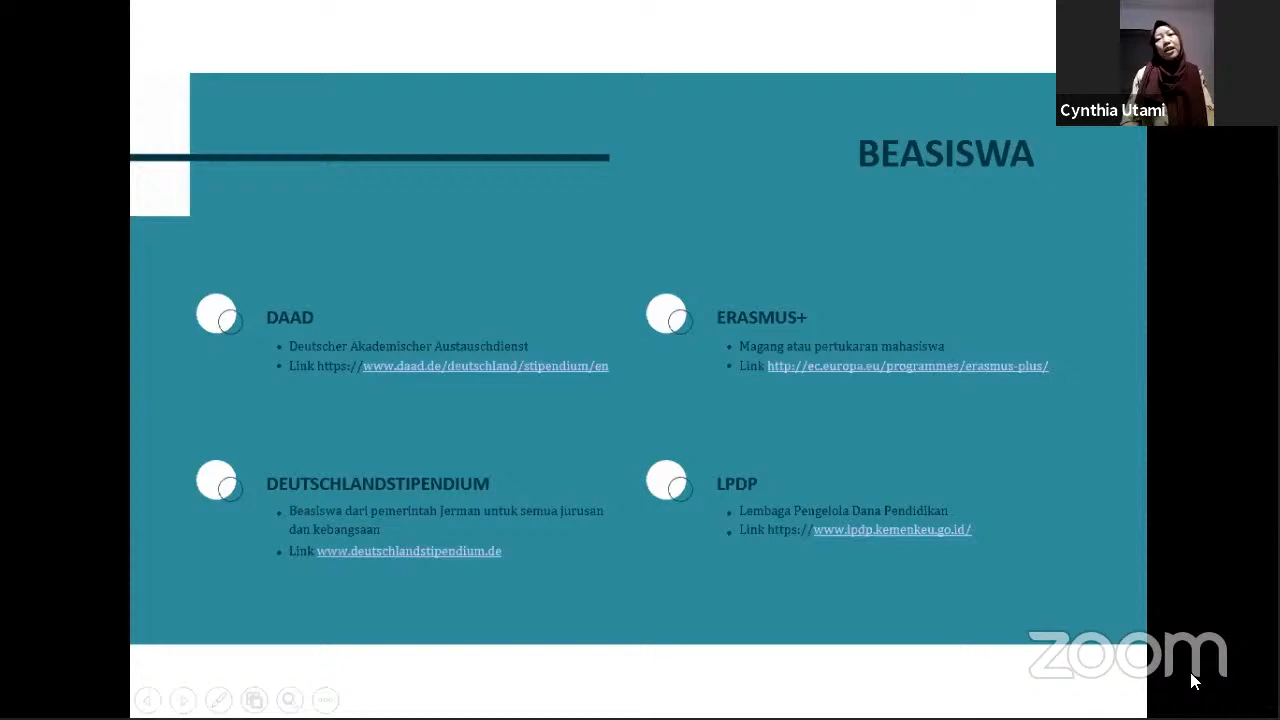 Cynthia Utami
BEASISWA
DAAD
• Deutscher Akademischer Austauschdienst
• Link https://www.daad.de/deutschland/stipendium/en
ERASMUS+
• Magang atau pertukaran mahasiswa
• Link http://ec.europa.eu/programmes/erasmus-plus/
DEUTSCHLANDSTIPENDIUM
• Beasiswa dari pemerintah Jerman untuk semua jurusan
dan kebangsaan
• Link www.deutschlandstipendium.de
LPDP
• Lembaga Pengelola Dana Pendidikan
• Link https://www.lpdp.kemenkeu.go.id/
zoom